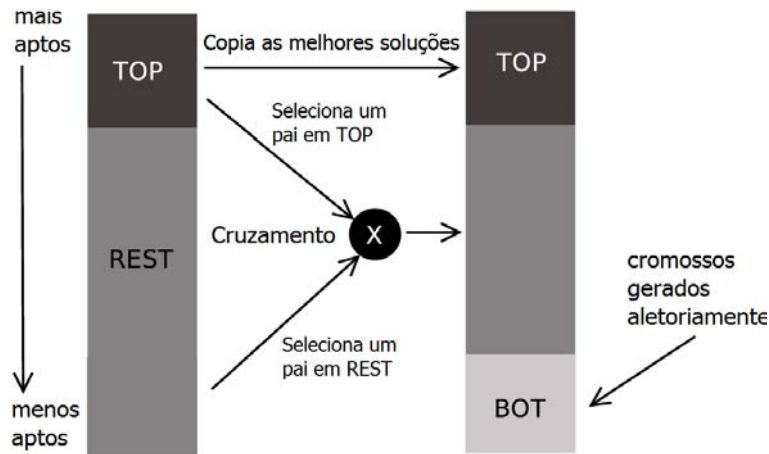 mais
aptos
TOP
Copia as melhores soluções
TOP
Seleciona um
pai em TOP
Cruzamento
X
REST
cromossos
gerados
aletoriamente
Seleciona um
pai em REST
menos
aptos
BOT